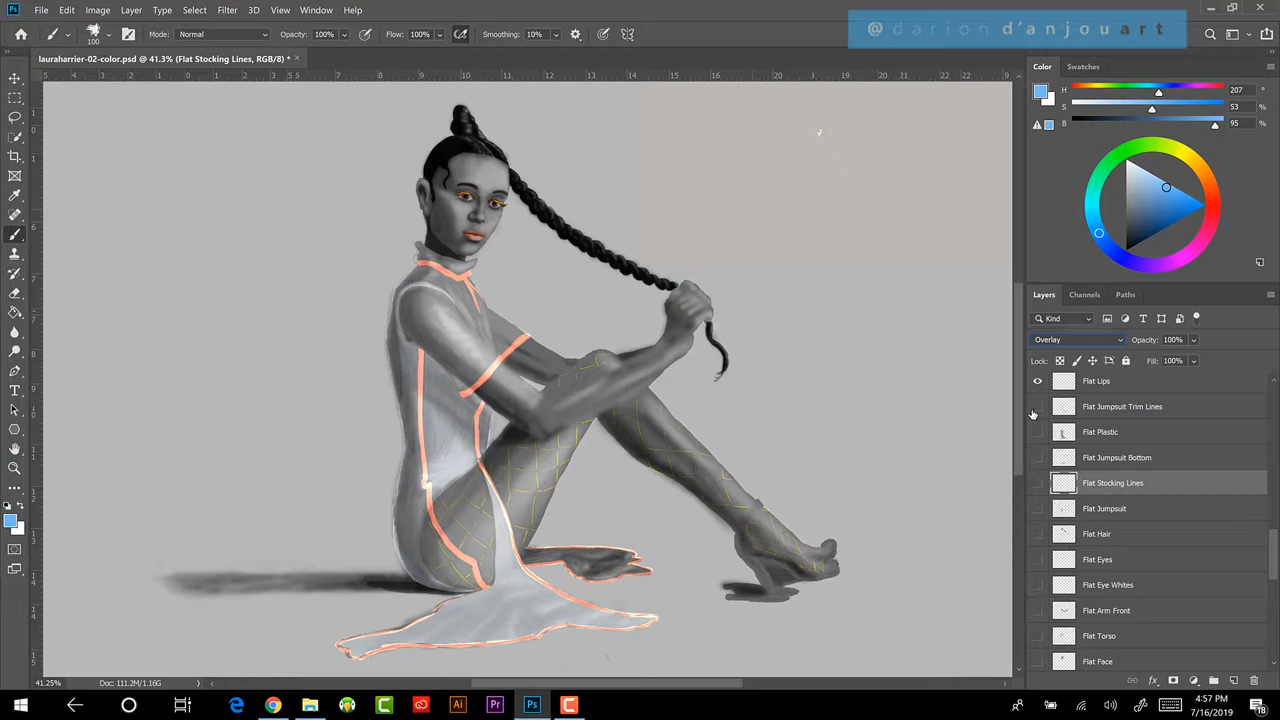 Ps File Edit Image Layer Type Select Filter 3D View Window Help
100 Mode: Normal Opacity: 100% Flow: 100% Smoothing: 10%
@darion d'anjouart
lauraharrier-02-color.psd @ 41.3% (Flat Stocking Lines, RGB/8) * ×
Color Swatches
H 207 °
S 53 %
B 95 %
Layers Channels Paths
Kind
Overlay Opacity: 100%
Lock: Fill: 100%
Flat Lips
Flat Jumpsuit Trim Lines
Flat Plastic
Flat Jumpsuit Bottom
Flat Stocking Lines
Flat Jumpsuit
Flat Hair
Flat Eyes
Flat Eye Whites
Flat Arm Front
Flat Torso
Flat Face
41.25% Doc: 111.2M/1.16G
4:57 PM
7/16/2019